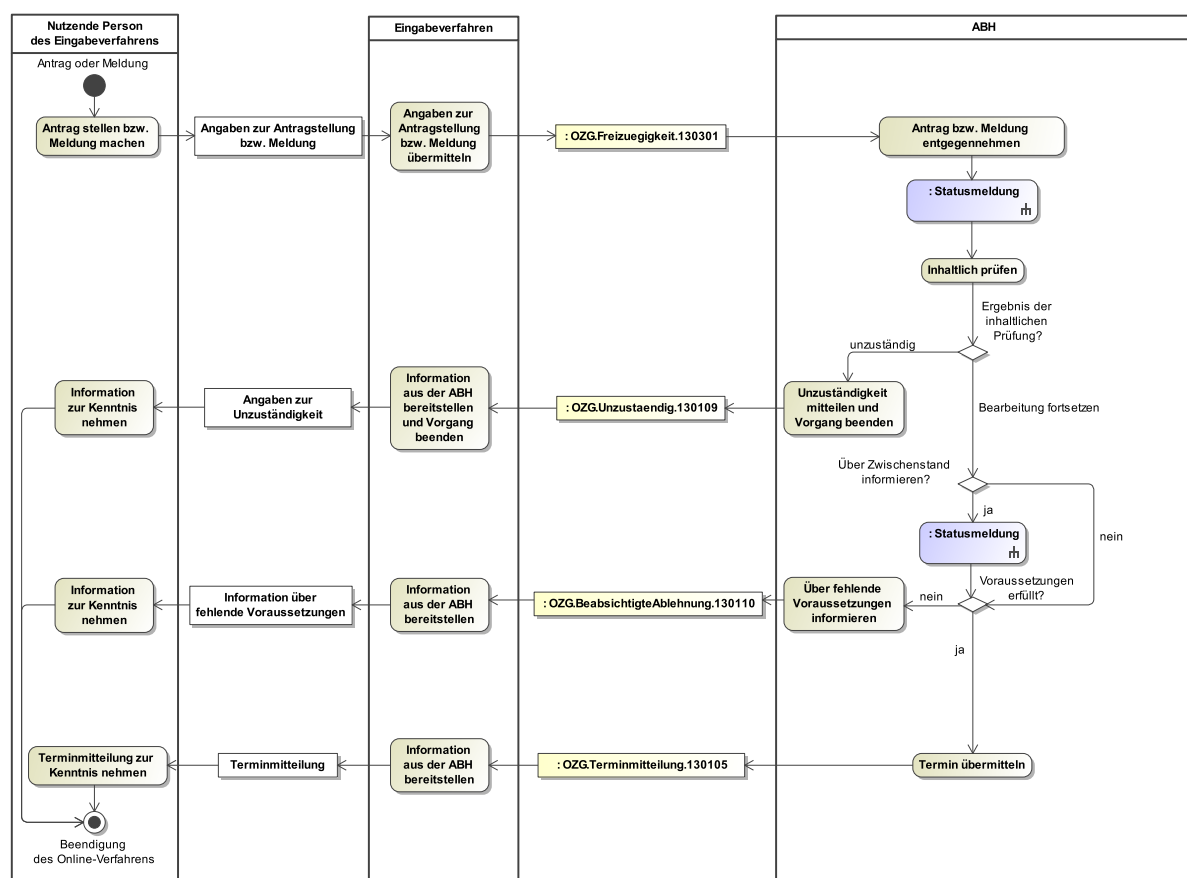 Nutzende Person
des Eingabeverfahrens
Eingabeverfahren
ABH
Antrag oder Meldung
Antrag stellen bzw.
Meldung machen
Angaben zur Antragstellung
bzw. Meldung
Angaben zur
Antragstellung
bzw. Meldung
übermitteln
: OZG.Freizuegigkeit.130301
Antrag bzw. Meldung
entgegennehmen
: Statusmeldung
Inhaltlich prüfen
Ergebnis der
inhaltlichen
Prüfung?
unzuständig
Information
zur Kenntnis
nehmen
Angaben zur
Unzuständigkeit
Information
aus der ABH
bereitstellen
und Vorgang
beenden
: OZG.Unzustaendig.130109
Unzuständigkeit
mitteilen und
Vorgang beenden
Bearbeitung fortsetzen
Über Zwischenstand
informieren?
ja
nein
: Statusmeldung
Information
zur Kenntnis
nehmen
Information über
fehlende Voraussetzungen
Information
aus der ABH
bereitstellen
: OZG.BeabsichtigteAblehnung.130110
Über fehlende
Voraussetzungen
informieren
nein
Voraussetzungen
erfüllt?
ja
Terminmitteilung zur
Kenntnis nehmen
Terminmitteilung
Information
aus der ABH
bereitstellen
: OZG.Terminmitteilung.130105
Termin übermitteln
Beendigung
des Online-Verfahrens